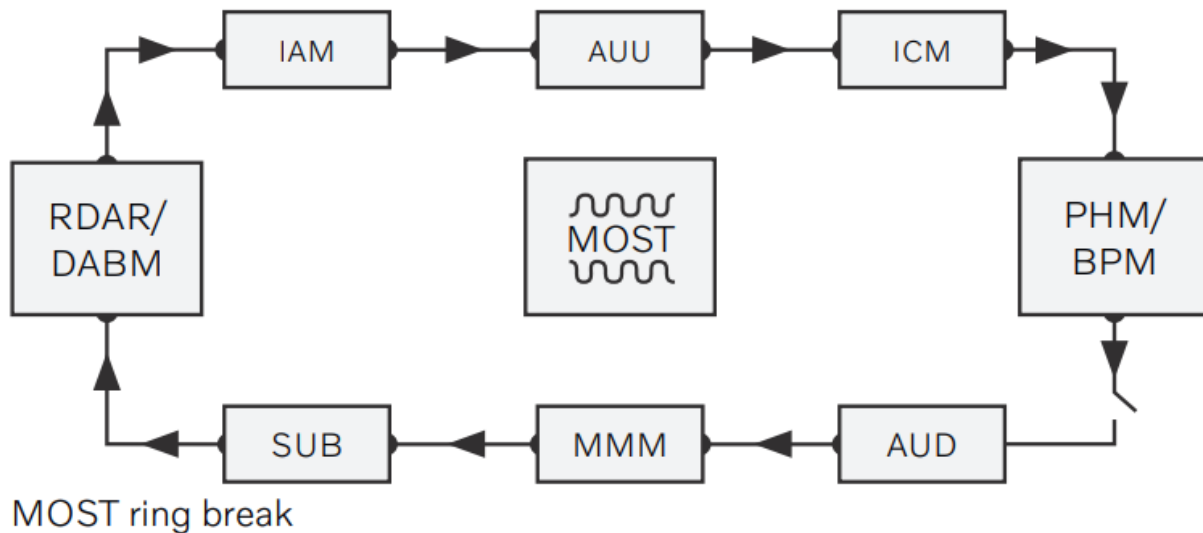 IAM
AUU
ICM
RDAR/
DABM
MOST
PHM/
BPM
SUB
MMM
AUD
MOST ring break